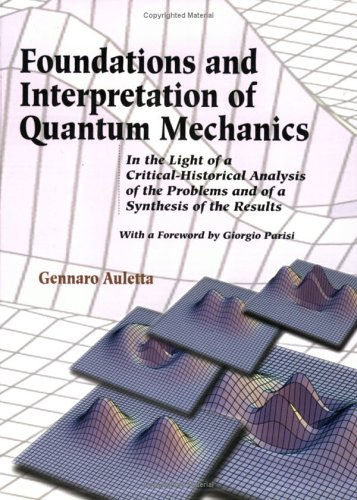 Copyrighted Material
Foundations and
Interpretation of
Quantum Mechanics
In the Light of a
Critical-Historical Analysis
of the Problems and of a
Synthesis of the Results
With a Foreword by Giorgio Parisi
Gennaro Auletta